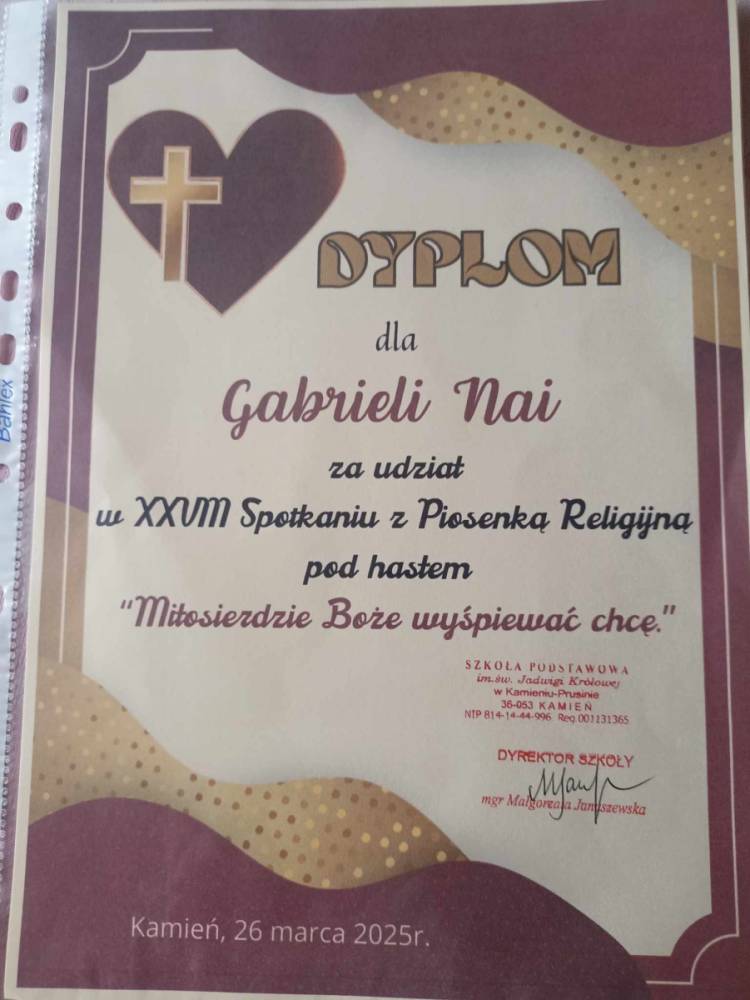 DYPLOM
dla
Gabrieli Nai
za udział
w XXVIII Spotkaniu z Piosenką Religijną
pod hasłem
“Miłosierdzie Boże wyśpiewać chcę.”
SZKOŁA PODSTAWOWA
im.św. Jadwigi Królowej
w Kamieniu-Prusinie
36-053 KAMIEŃ
NIP 814-14-44-996 Reg.001131365
DYREKTOR SZKOŁY
mgr Małgorzata Januszewska
Kamień, 26 marca 2025r.
Bantex